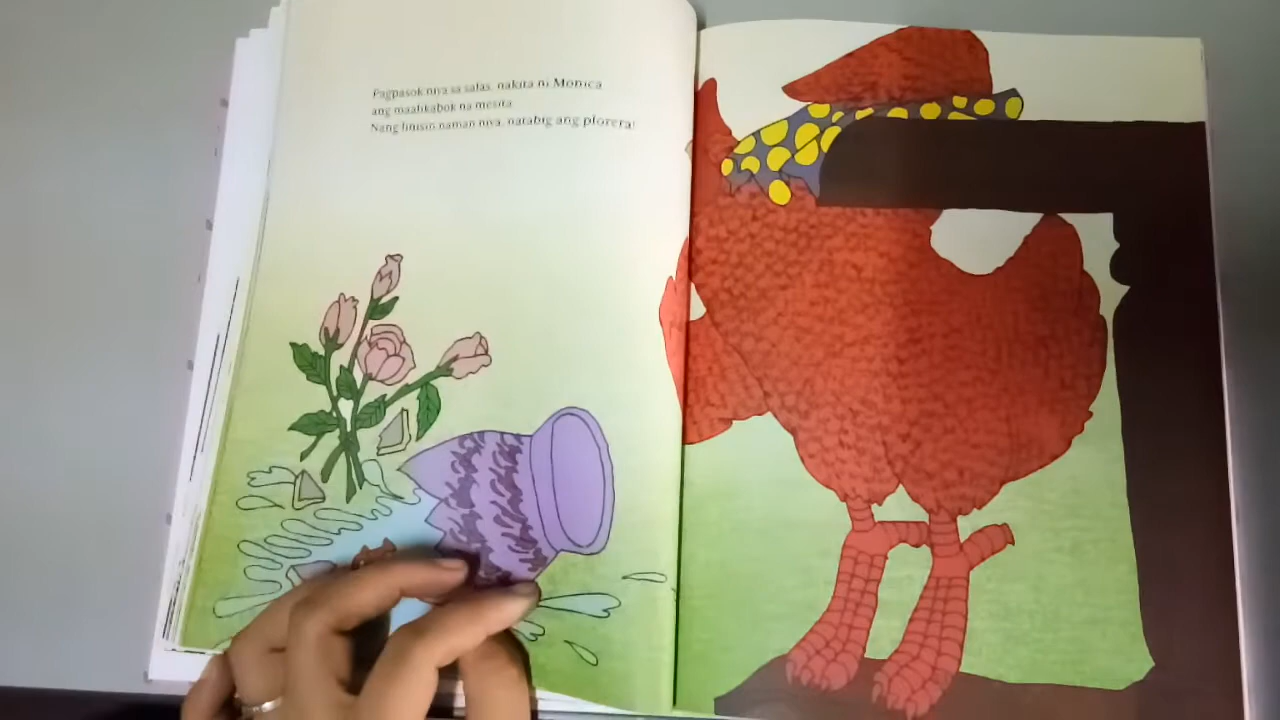 Pagpasok niya sa salas, nakita ni Monica
ang maalikabok na mesita.
Nang linisin naman niya, natabig ang plorera!